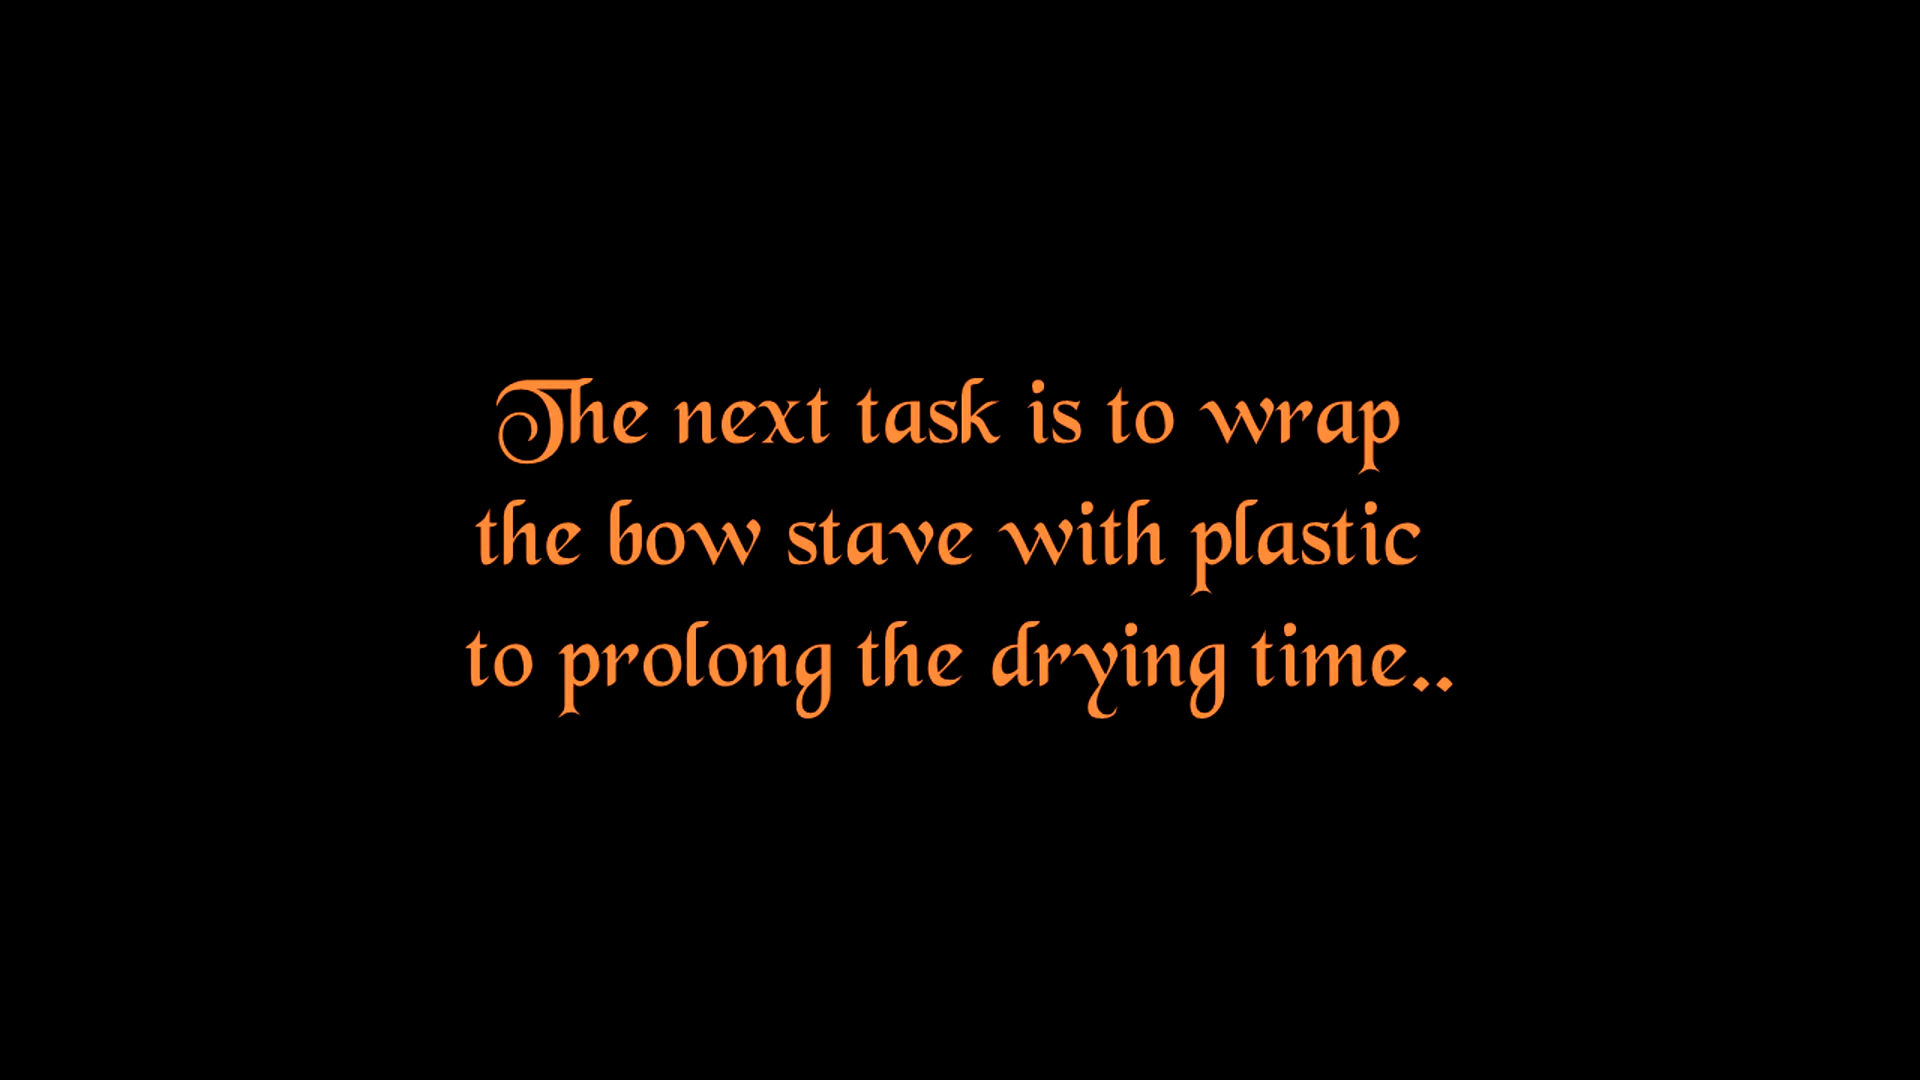 The next task is to wrap
the bow stave with plastic
to prolong the drying time..